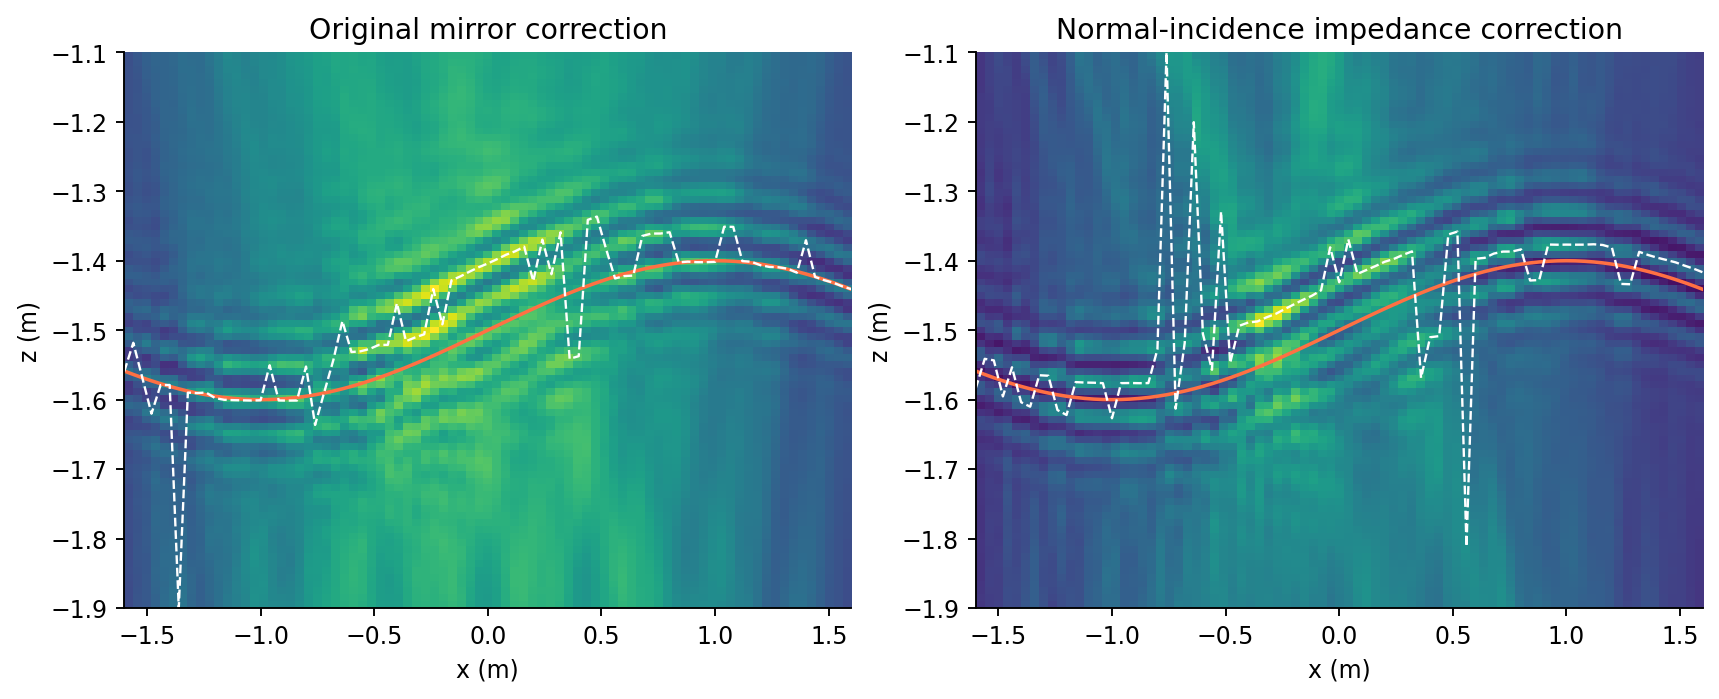 Original mirror correction
−1.1
−1.2
−1.3
−1.4
−1.5
−1.6
−1.7
−1.8
−1.9
z (m)
−1.5 −1.0 −0.5 0.0 0.5 1.0 1.5
x (m)
Normal-incidence impedance correction
−1.1
−1.2
−1.3
−1.4
−1.5
−1.6
−1.7
−1.8
−1.9
z (m)
−1.5 −1.0 −0.5 0.0 0.5 1.0 1.5
x (m)